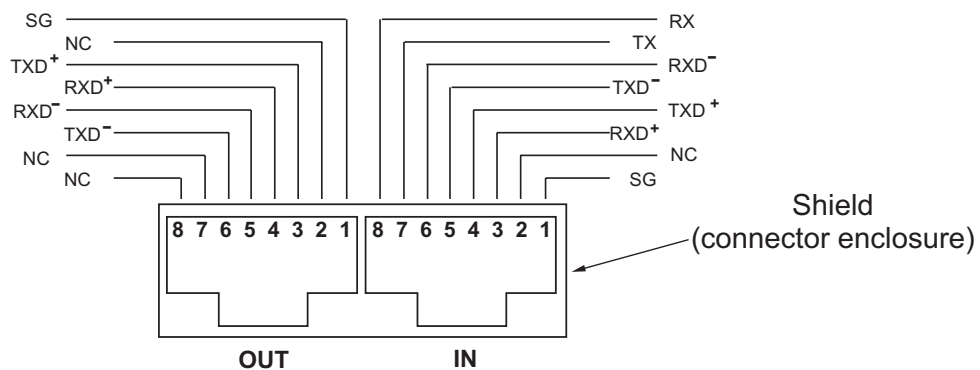 SG
NC
TXD+
RXD+
RXD-
TXD-
NC
NC
RX
TX
RXD-
TXD-
TXD+
RXD+
NC
SG
8 7 6 5 4 3 2 1
8 7 6 5 4 3 2 1
Shield
(connector enclosure)
OUT
IN